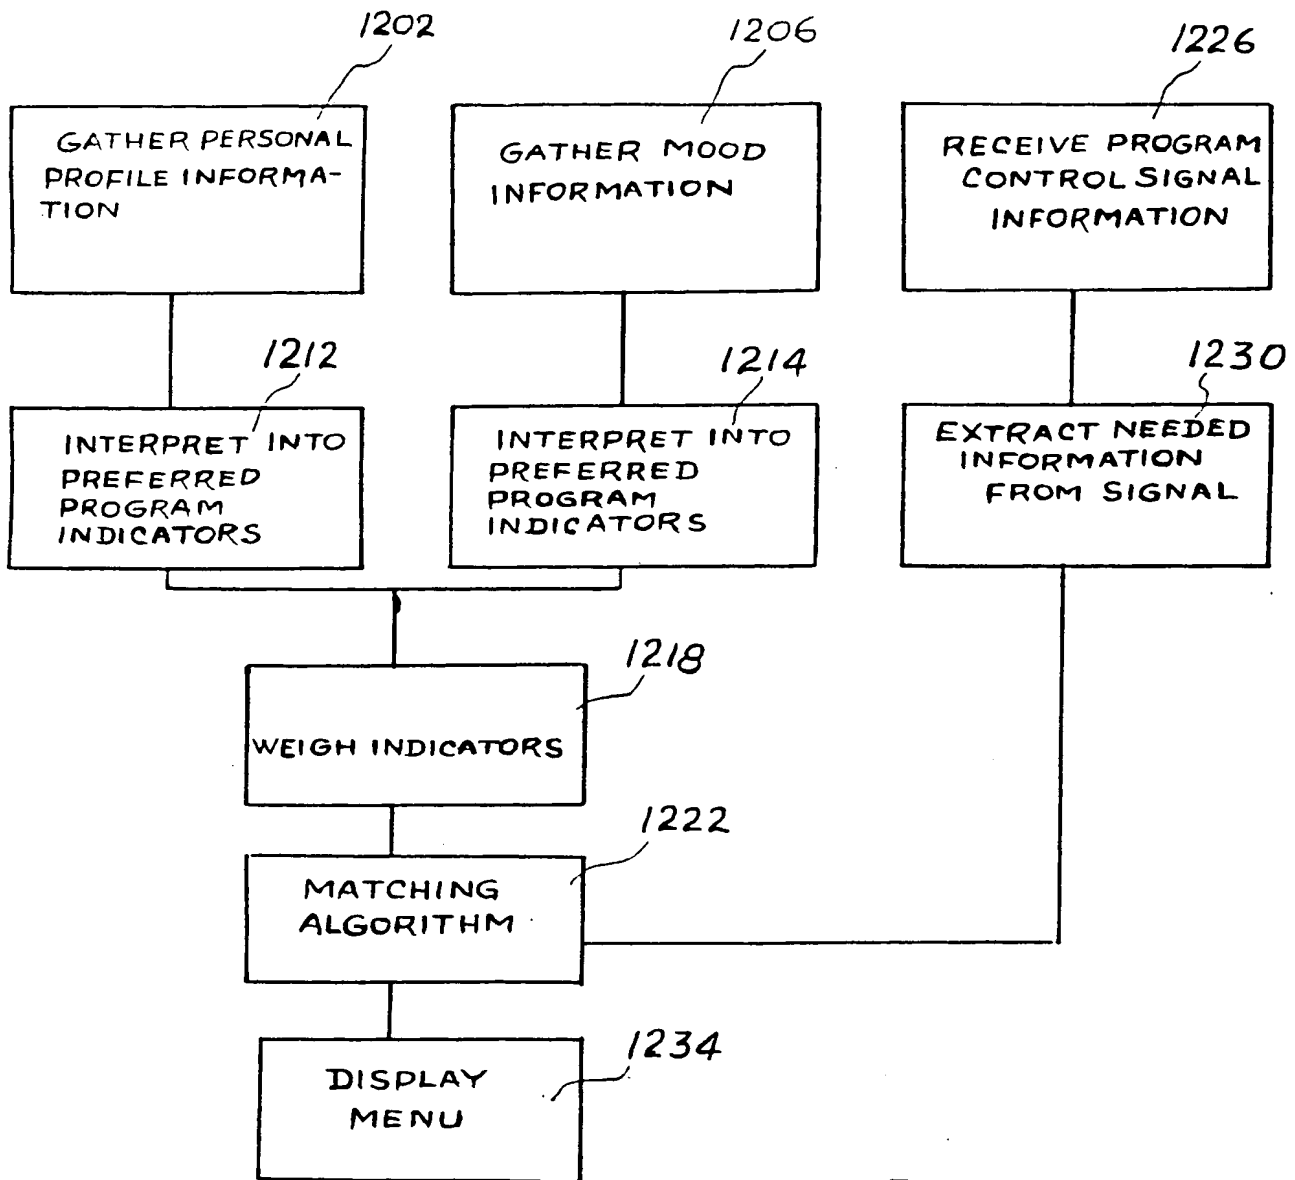 1202
GATHER PERSONAL
PROFILE INFORMA-
TION
1206
GATHER MOOD
INFORMATION
1226
RECEIVE PROGRAM
CONTROL SIGNAL
INFORMATION
1212
INTERPRET INTO
PREFERRED
PROGRAM
INDICATORS
1214
INTERPRET INTO
PREFERRED
PROGRAM
INDICATORS
1230
EXTRACT NEEDED
INFORMATION
FROM SIGNAL
1218
WEIGH INDICATORS
1222
MATCHING
ALGORITHM
1234
DISPLAY
MENU